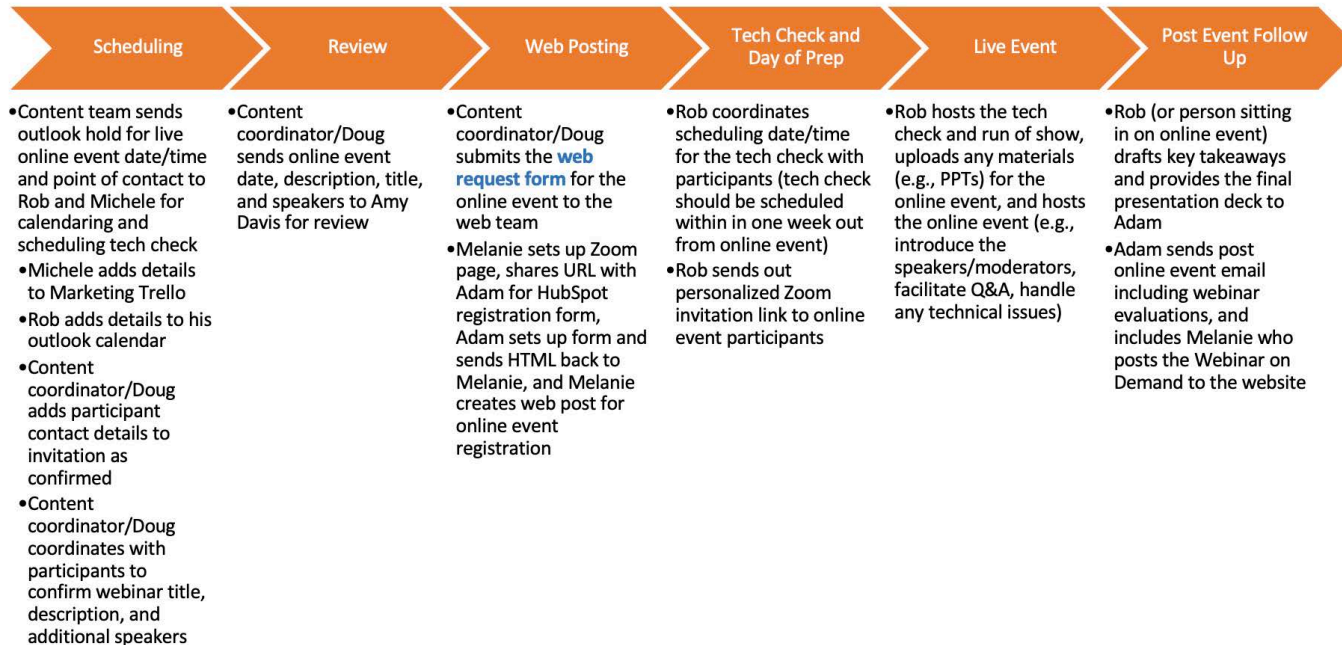 Scheduling
Review
Web Posting
Tech Check and
Day of Prep
Live Event
Post Event Follow
Up
•Content team sends
outlook hold for live
online event date/time
and point of contact to
Rob and Michele for
calendaring and
scheduling tech check
•Michele adds details
to Marketing Trello
•Rob adds details to his
outlook calendar
•Content
coordinator/Doug
adds participant
contact details to
invitation as
confirmed
•Content
coordinator/Doug
coordinates with
participants to
confirm webinar title,
description, and
additional speakers
•Content
coordinator/Doug
sends online event
date, description, title,
and speakers to Amy
Davis for review
•Content
coordinator/Doug
submits the web
request form for the
online event to the
web team
•Melanie sets up Zoom
page, shares URL with
Adam for HubSpot
registration form,
Adam sets up form and
sends HTML back to
Melanie, and Melanie
creates web post for
online event
registration
•Rob coordinates
scheduling date/time
for the tech check with
participants (tech check
should be scheduled
within in one week out
from online event)
•Rob sends out
personalized Zoom
invitation link to online
event participants
•Rob hosts the tech
check and run of show,
uploads any materials
(e.g., PPTs) for the
online event, and hosts
the online event (e.g.,
introduce the
speakers/moderators,
facilitate Q&A, handle
any technical issues)
•Rob (or person sitting
in on online event)
drafts key takeaways
and provides the final
presentation deck to
Adam
•Adam sends post
online event email
including webinar
evaluations, and
includes Melanie who
posts the Webinar on
Demand to the website